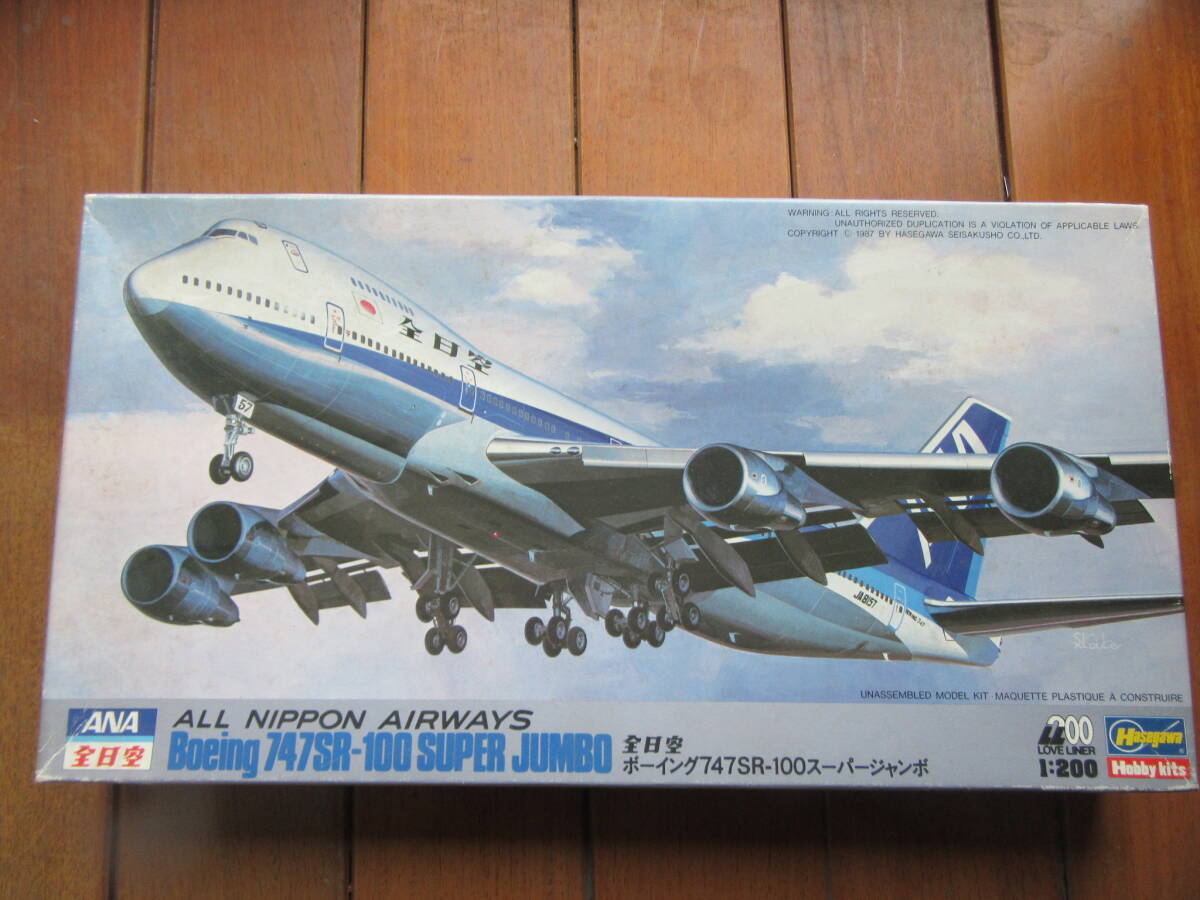 WARNING: ALL RIGHTS RESERVED.
UNAUTHORIZED DUPLICATION IS A VIOLATION OF APPLICABLE LAWS.
COPYRIGHT © 1987 BY HASEGAWA SEISAKUSHO CO.,LTD.
全日空
57
JA8157
BOEING 747
UNASSEMBLED MODEL KIT · MAQUETTE PLASTIQUE A CONSTRUIRE
ANA
全日空
ALL NIPPON AIRWAYS
Boeing 747SR-100 SUPER JUMBO
全日空
ボーイング747SR-100スーパージャンボ
200
LOVE LINER
1:200
Hasegawa
Hobby kits